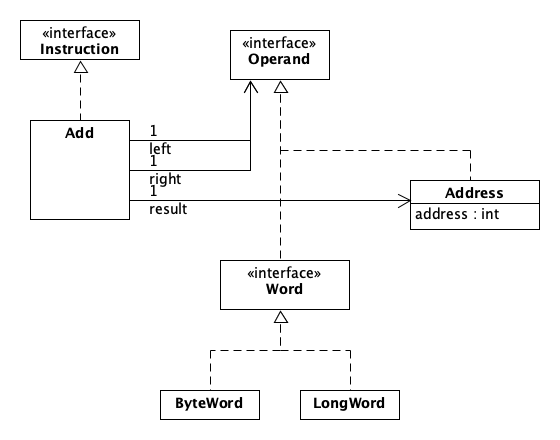 «interface»
Instruction
«interface»
Operand
Add
1
left
1
right
1
result
Address
address : int
«interface»
Word
ByteWord
LongWord